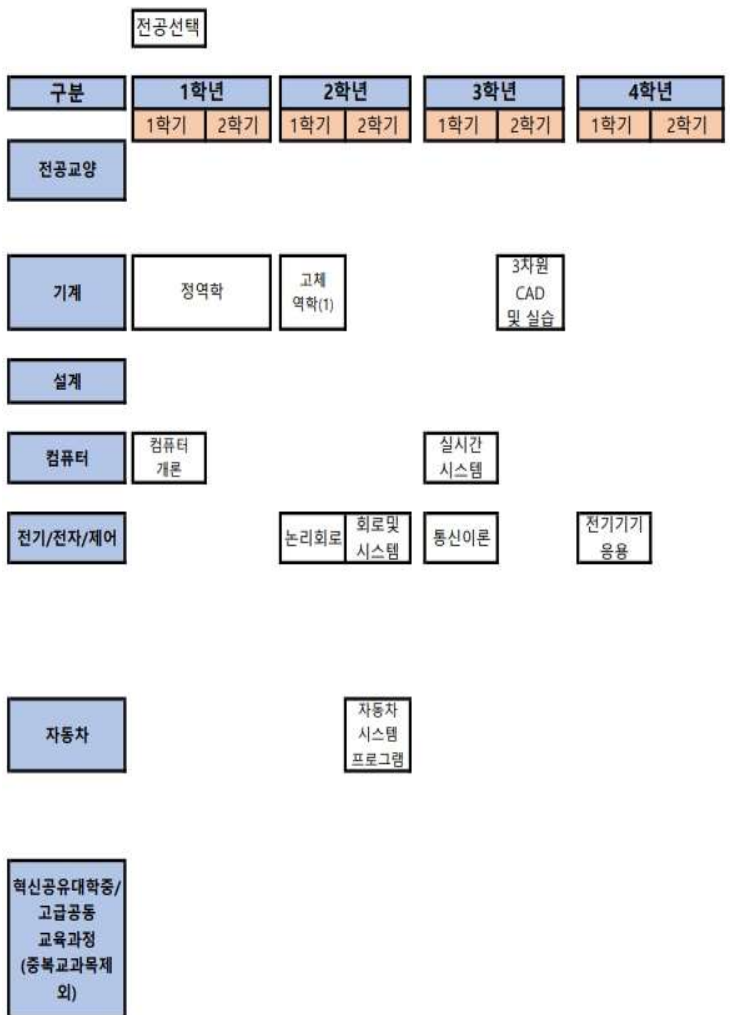 전공선택
구분 1학년 2학년 3학년 4학년
1학기 2학기 1학기 2학기 1학기 2학기 1학기 2학기
전공교양
기계
정역학
고체
역학(1)
3차원
CAD
및 실습
설계
컴퓨터
컴퓨터
개론
실시간
시스템
전기/전자/제어
논리회로
회로및
시스템
통신이론
전기기기
응용
자동차
자동차
시스템
프로그램
혁신공유대학중/
고급공동
교육과정
(중복교과목제
외)